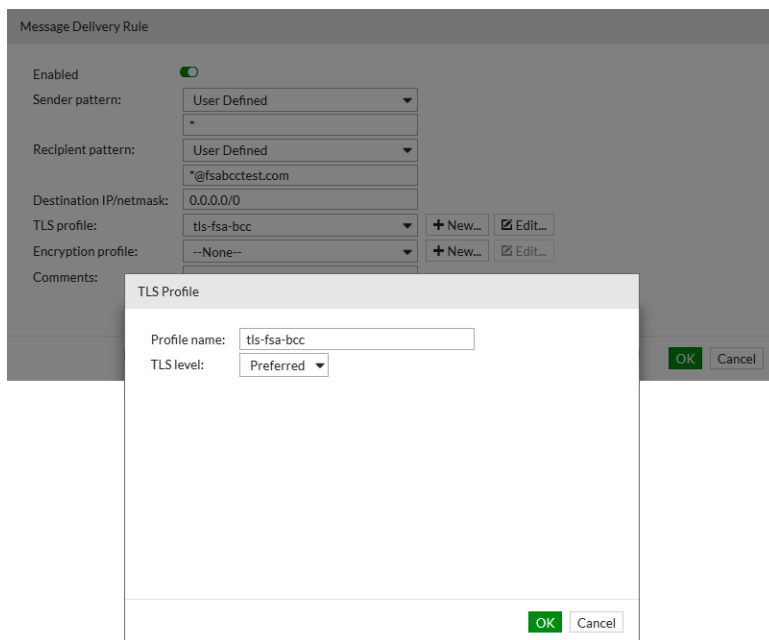 Message Delivery Rule
Enabled
Sender pattern: User Defined
*
Recipient pattern: User Defined
*@fsabcctest.com
Destination IP/netmask: 0.0.0.0/0
TLS profile: tls-fsa-bcc + New... Edit...
Encryption profile: --None-- + New... Edit...
Comments:
OK Cancel
TLS Profile
Profile name: tls-fsa-bcc
TLS level: Preferred
OK Cancel